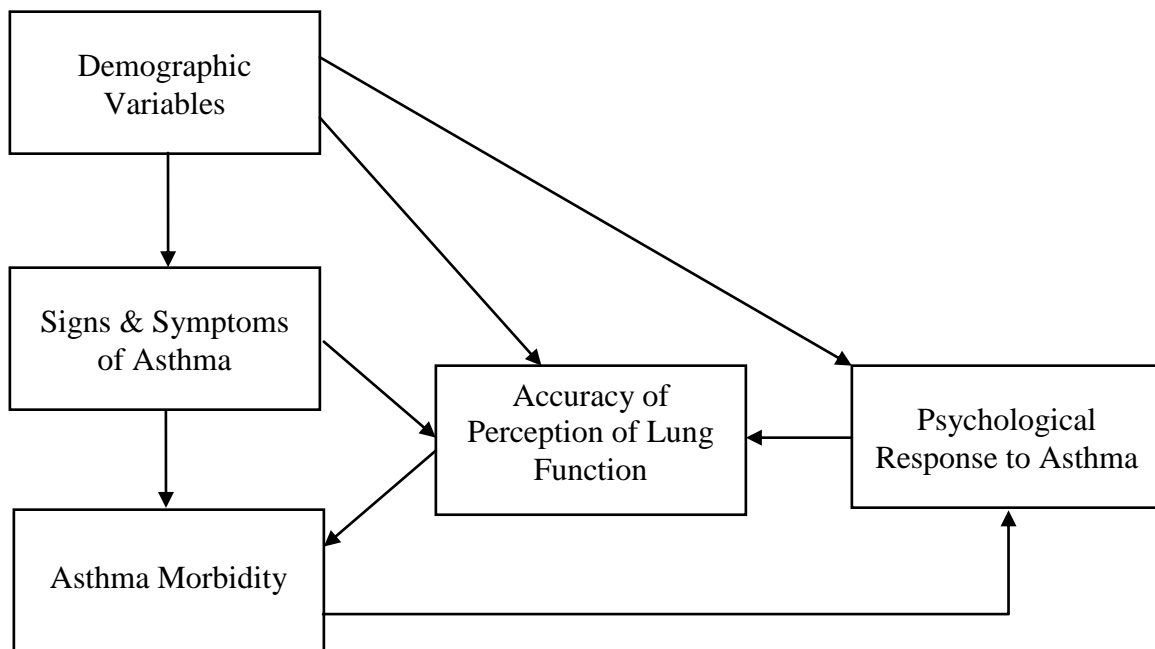 Demographic
Variables
Signs & Symptoms
of Asthma
Accuracy of
Perception of Lung
Function
Psychological
Response to Asthma
Asthma Morbidity